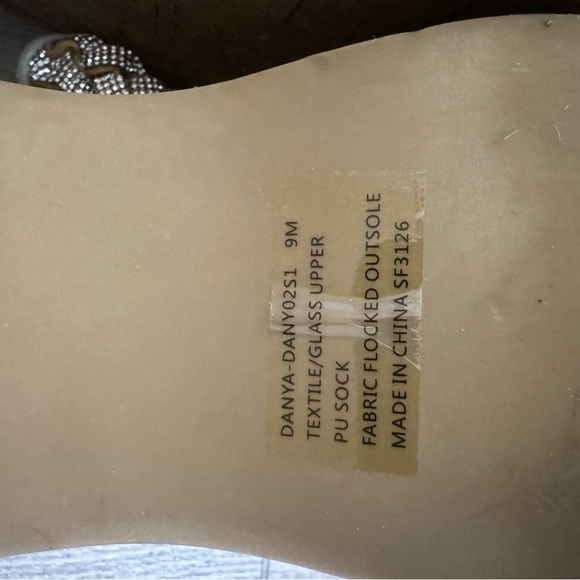 DANYA-DANY02S1 9M
TEXTILE/GLASS UPPER
PU SOCK
FABRIC FLOCKED OUTSOLE
MADE IN CHINA SF3126